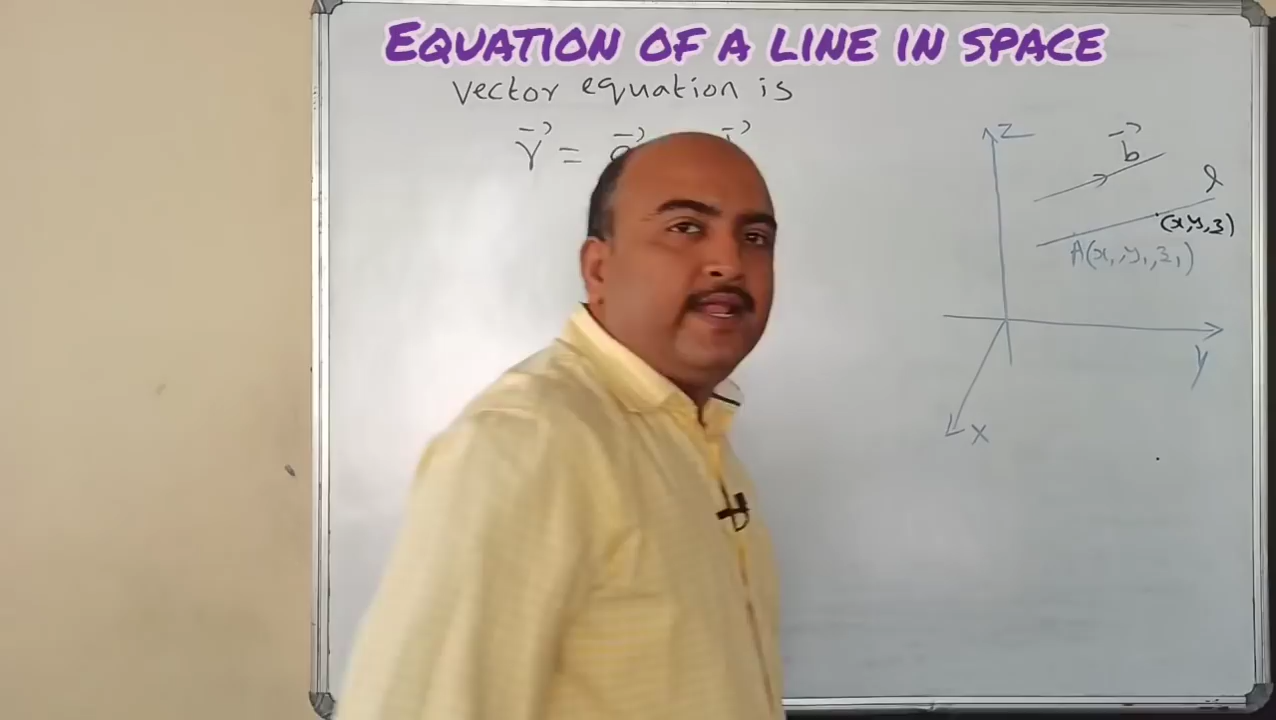 EQUATION OF A LINE IN SPACE
vector equation is
r⃗ =
Z
b⃗
l
(x,y,z)
A(x₁,y₁,z₁)
y
X